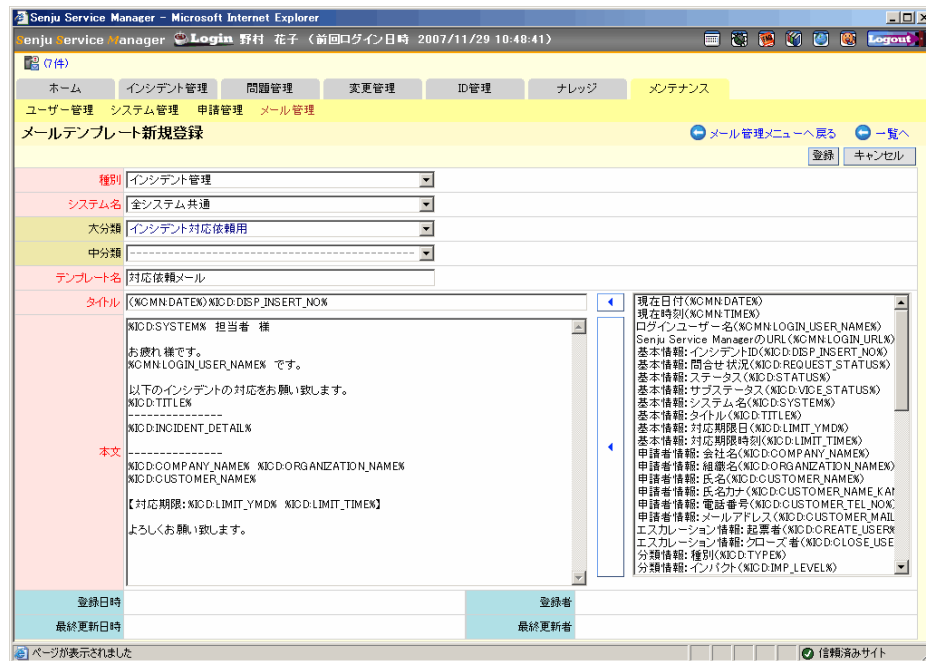 Senju Service Manager - Microsoft Internet Explorer
Senju Service Manager Login 野村 花子 (前回ログイン日時 2007/11/29 10:48:41) Logout
(7件)
ホーム インシデント管理 問題管理 変更管理 ID管理 ナレッジ メンテナンス
ユーザー管理 システム管理 申請管理 メール管理
メールテンプレート新規登録 メール管理メニューへ戻る 一覧へ
登録 キャンセル
種別 インシデント管理
システム名 全システム共通
大分類 インシデント対応依頼用
中分類 ----------------------------------------
テンプレート名 対応依頼メール
タイトル (%CMN:DATE%)%ICD:DISP_INSERT_NO%
本文
%ICD:SYSTEM% 担当者 様
お疲れ様です。
%CMN:LOGIN_USER_NAME% です。
以下のインシデントの対応をお願い致します。
%ICD:TITLE%
---------------
%ICD:INCIDENT_DETAIL%
---------------
%ICD:COMPANY_NAME% %ICD:ORGANIZATION_NAME%
%ICD:CUSTOMER_NAME%
【対応期限:%ICD:LIMIT_YMD% %ICD:LIMIT_TIME%】
よろしくお願い致します。
現在日付(%CMN:DATE%)
現在時刻(%CMN:TIME%)
ログインユーザー名(%CMN:LOGIN_USER_NAME%)
Senju Service ManagerのURL(%CMN:LOGIN_URL%)
基本情報:インシデントID(%ICD:DISP_INSERT_NO%)
基本情報:問合せ状況(%ICD:REQUEST_STATUS%)
基本情報:ステータス(%ICD:STATUS%)
基本情報:サブステータス(%ICD:VICE_STATUS%)
基本情報:システム名(%ICD:SYSTEM%)
基本情報:タイトル(%ICD:TITLE%)
基本情報:対応期限日(%ICD:LIMIT_YMD%)
基本情報:対応期限時刻(%ICD:LIMIT_TIME%)
申請者情報:会社名(%ICD:COMPANY_NAME%)
申請者情報:組織名(%ICD:ORGANIZATION_NAME%)
申請者情報:氏名(%ICD:CUSTOMER_NAME%)
申請者情報:氏名カナ(%ICD:CUSTOMER_NAME_KAN
申請者情報:電話番号(%ICD:CUSTOMER_TEL_NO%)
申請者情報:メールアドレス(%ICD:CUSTOMER_MAIL
エスカレーション情報:起票者(%ICD:CREATE_USER%
エスカレーション情報:クローズ者(%ICD:CLOSE_USE
分類情報:種別(%ICD:TYPE%)
分類情報:インパクト(%ICD:IMP_LEVEL%)
登録日時 登録者
最終更新日時 最終更新者
ページが表示されました 信頼済みサイト